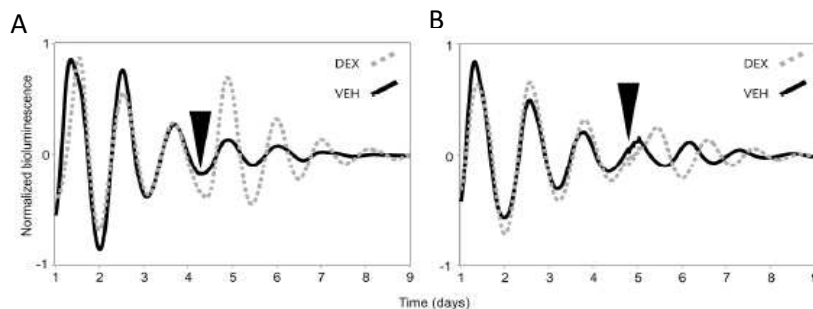 A
B
1
DEX
VEH
0
-1
Normalized bioluminescence
1 2 3 4 5 6 7 8 9
1
DEX
VEH
0
-1
1 2 3 4 5 6 7 8 9
Time (days)